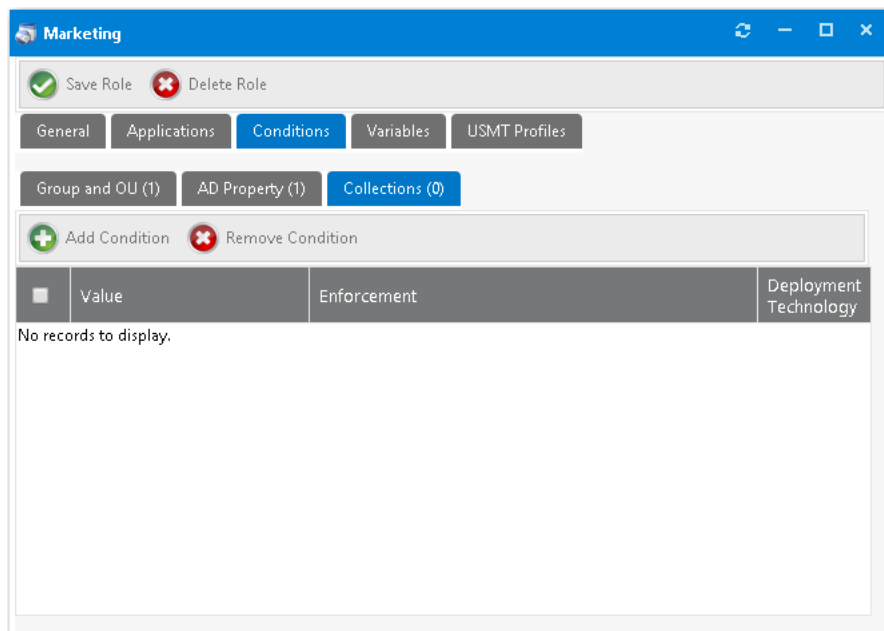 Marketing
Save Role Delete Role
General Applications Conditions Variables USMT Profiles
Group and OU (1) AD Property (1) Collections (0)
Add Condition Remove Condition
Value Enforcement Deployment Technology
No records to display.